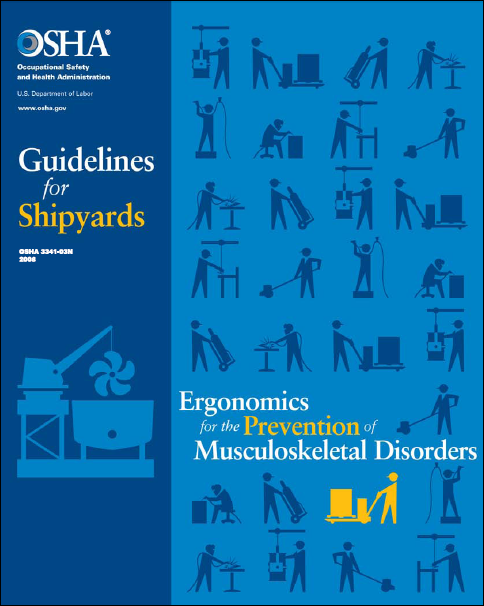 OSHA®
Occupational Safety
and Health Administration
U.S. Department of Labor
www.osha.gov
Guidelines
for
Shipyards
OSHA 3341-03N
2008
Ergonomics
for the Prevention of
Musculoskeletal Disorders